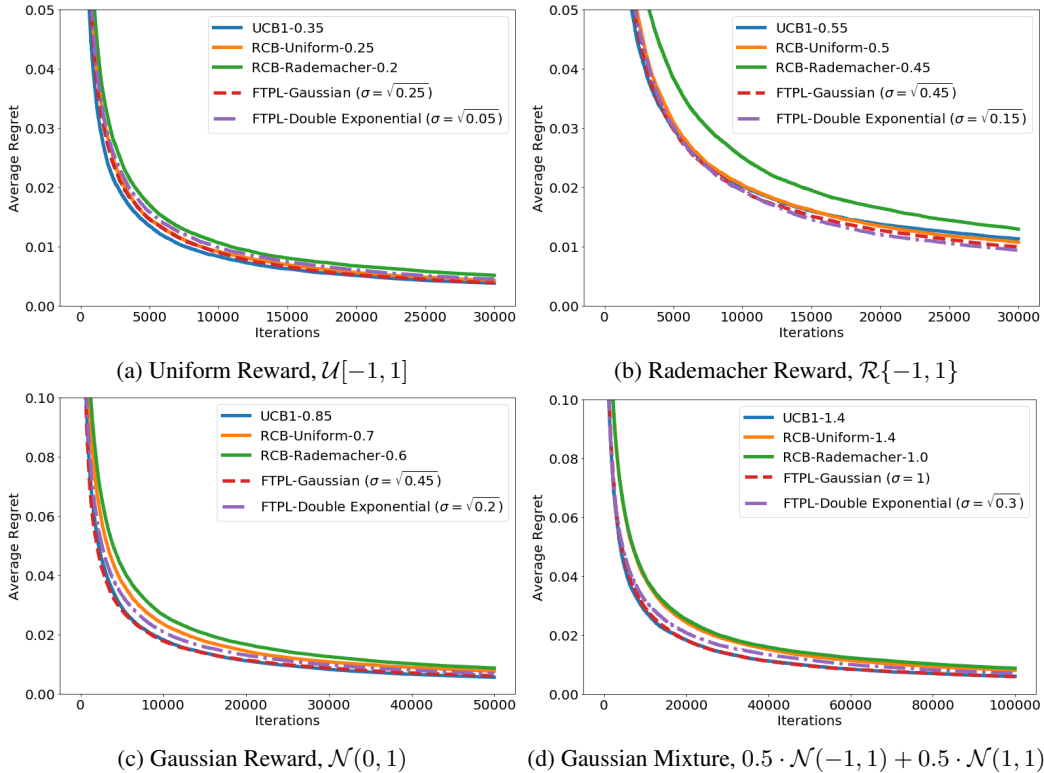 0.05
0.04
0.03
0.02
0.01
0.00
Average Regret
UCB1-0.35
RCB-Uniform-0.25
RCB-Rademacher-0.2
FTPL-Gaussian (σ = √0.25)
FTPL-Double Exponential (σ = √0.05)
0 5000 10000 15000 20000 25000 30000
Iterations
(a) Uniform Reward, 𝒰[−1, 1]
0.05
0.04
0.03
0.02
0.01
0.00
Average Regret
UCB1-0.55
RCB-Uniform-0.5
RCB-Rademacher-0.45
FTPL-Gaussian (σ = √0.45)
FTPL-Double Exponential (σ = √0.15)
0 5000 10000 15000 20000 25000 30000
Iterations
(b) Rademacher Reward, ℛ{−1, 1}
0.10
0.08
0.06
0.04
0.02
0.00
Average Regret
UCB1-0.85
RCB-Uniform-0.7
RCB-Rademacher-0.6
FTPL-Gaussian (σ = √0.45)
FTPL-Double Exponential (σ = √0.2)
0 10000 20000 30000 40000 50000
Iterations
(c) Gaussian Reward, 𝒩(0, 1)
0.10
0.08
0.06
0.04
0.02
0.00
Average Regret
UCB1-1.4
RCB-Uniform-1.4
RCB-Rademacher-1.0
FTPL-Gaussian (σ = 1)
FTPL-Double Exponential (σ = √0.3)
0 20000 40000 60000 80000 100000
Iterations
(d) Gaussian Mixture, 0.5 · 𝒩(−1, 1) + 0.5 · 𝒩(1, 1)